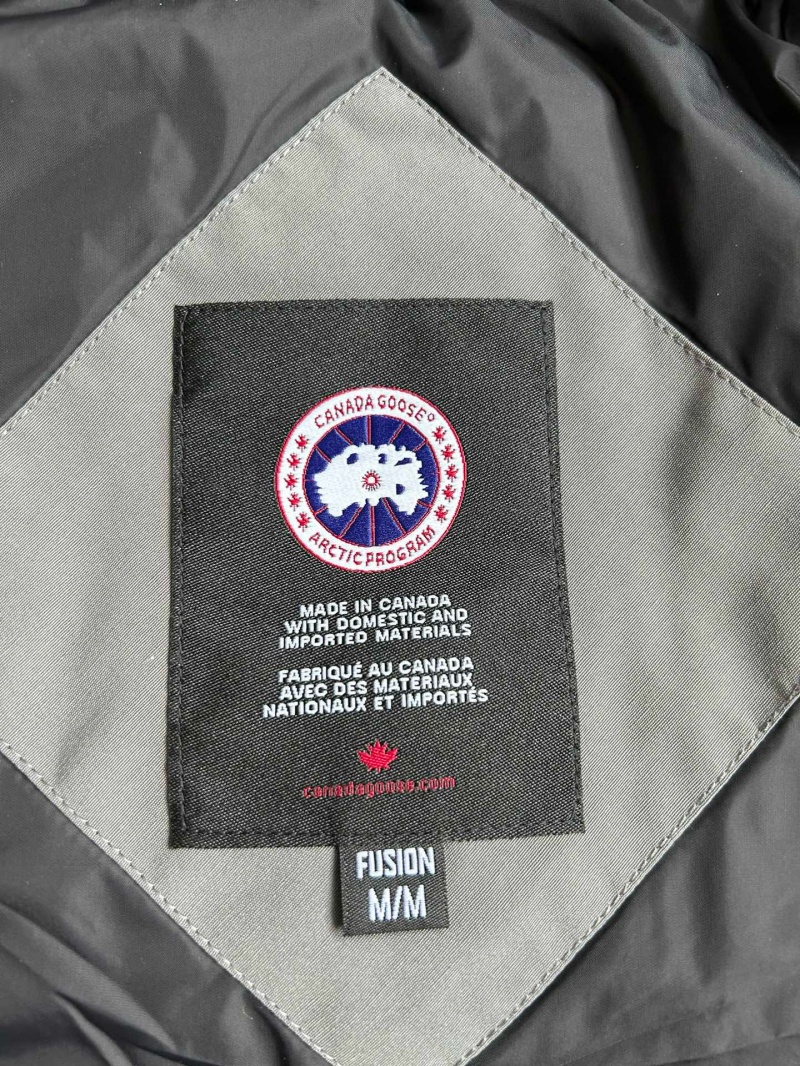 CANADA GOOSE®
ARCTIC PROGRAM
MADE IN CANADA
WITH DOMESTIC AND
IMPORTED MATERIALS
FABRIQUÉ AU CANADA
AVEC DES MATERIAUX
NATIONAUX ET IMPORTÉS
canadagoose.com
FUSION
M/M